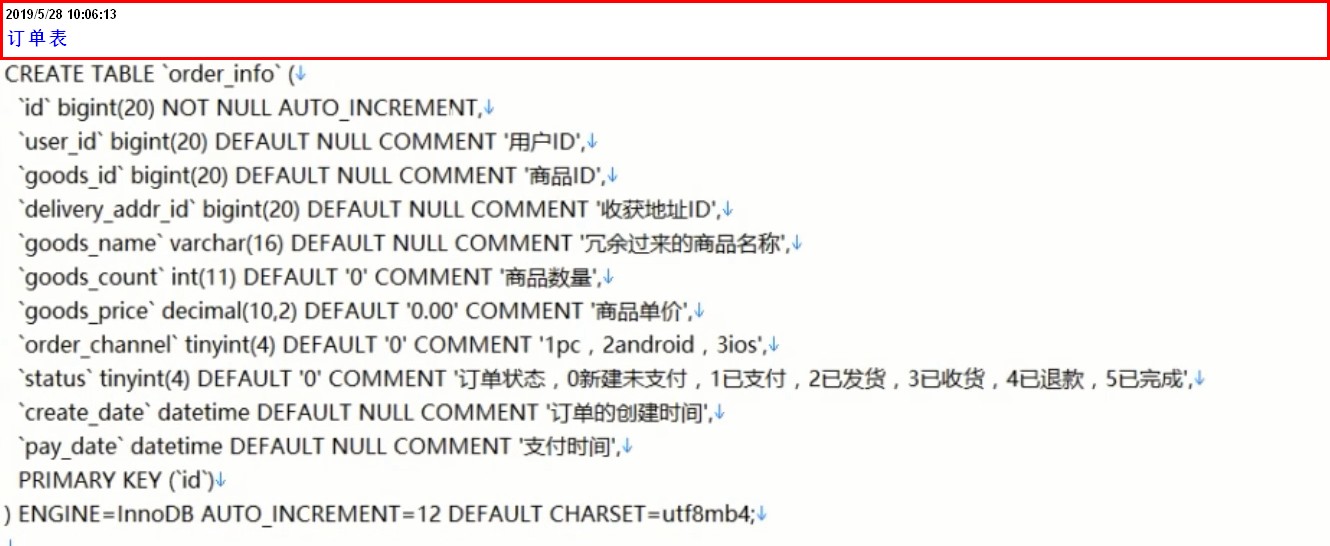 2019/5/28 10:06:13
订单表
CREATE TABLE `order_info` (↓
`id` bigint(20) NOT NULL AUTO_INCREMENT,↓
`user_id` bigint(20) DEFAULT NULL COMMENT '用户ID',↓
`goods_id` bigint(20) DEFAULT NULL COMMENT '商品ID',↓
`delivery_addr_id` bigint(20) DEFAULT NULL COMMENT '收获地址ID',↓
`goods_name` varchar(16) DEFAULT NULL COMMENT '冗余过来的商品名称',↓
`goods_count` int(11) DEFAULT '0' COMMENT '商品数量',↓
`goods_price` decimal(10,2) DEFAULT '0.00' COMMENT '商品单价',↓
`order_channel` tinyint(4) DEFAULT '0' COMMENT '1pc，2android，3ios',↓
`status` tinyint(4) DEFAULT '0' COMMENT '订单状态，0新建未支付，1已支付，2已发货，3已收货，4已退款，5已完成',↓
`create_date` datetime DEFAULT NULL COMMENT '订单的创建时间',↓
`pay_date` datetime DEFAULT NULL COMMENT '支付时间',↓
PRIMARY KEY (`id`)↓
) ENGINE=InnoDB AUTO_INCREMENT=12 DEFAULT CHARSET=utf8mb4;↓
↓